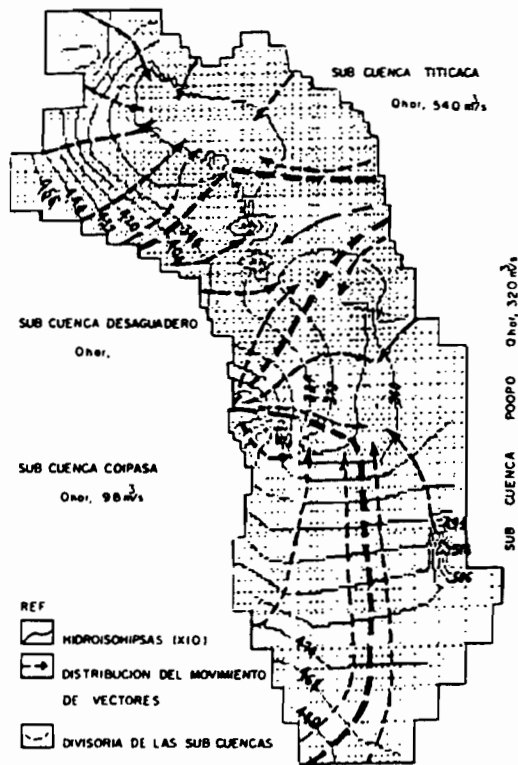 SUB CUENCA TITICACA
Qhor, 540 m³/s
SUB CUENCA DESAGUADERO
Qhor,
SUB CUENCA COIPASA
Qhor, 98 m³/s
SUB CUENCA POOPO Qhor, 320 m³/s
REF
HIDROISOHIPSAS (X10)
DISTRIBUCION DEL MOVIMIENTO
DE VECTORES
DIVISORIA DE LAS SUB CUENCAS